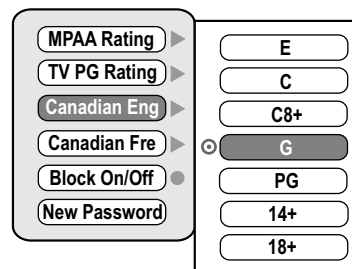 MPAA Rating
TV PG Rating
Canadian Eng
Canadian Fre
Block On/Off
New Password
E
C
C8+
G
PG
14+
18+